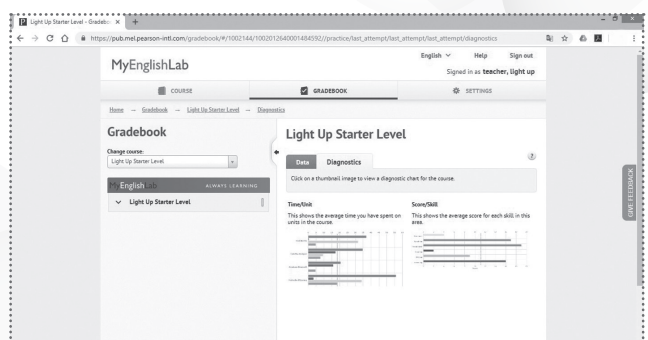 Light Up Starter Level - Gradebo
https://pub.mel.pearson-intl.com/gradebook/#/1002144/1002012640001484592//practice/last_attempt/last_attempt/last_attempt/last_attempt/diagnostics
English Help Sign out
MyEnglishLab
Signed in as teacher, light up
COURSE GRADEBOOK SETTINGS
Home — Gradebook — Light Up Starter Level — Diagnostics
Gradebook
Change course:
Light Up Starter Level
MyEnglishLab ALWAYS LEARNING
Light Up Starter Level
Light Up Starter Level
Data Diagnostics
?
Click on a thumbnail image to view a diagnostic chart for the course.
Time/Unit
This shows the average time you have spent on
units in the course.
Score/Skill
This shows the average score for each skill in this
area.
GIVE FEEDBACK